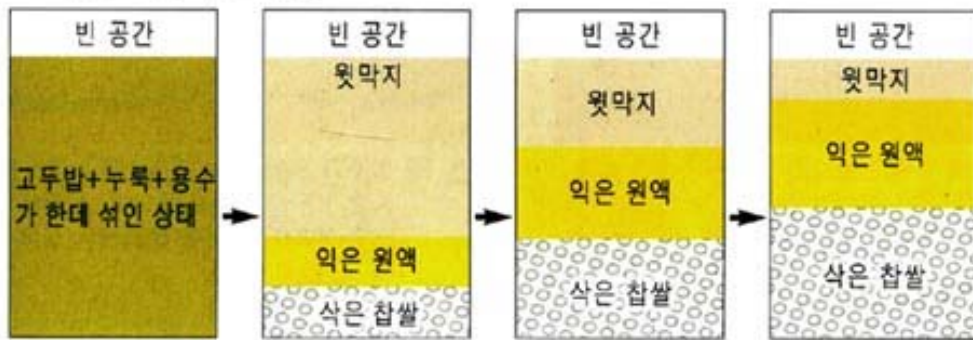 빈 공간
고두밥+누룩+용수
가 한데 섞인 상태
빈 공간
윗막지
익은 원액
삭은 찹쌀
빈 공간
윗막지
익은 원액
삭은 찹쌀
빈 공간
윗막지
익은 원액
삭은 찹쌀